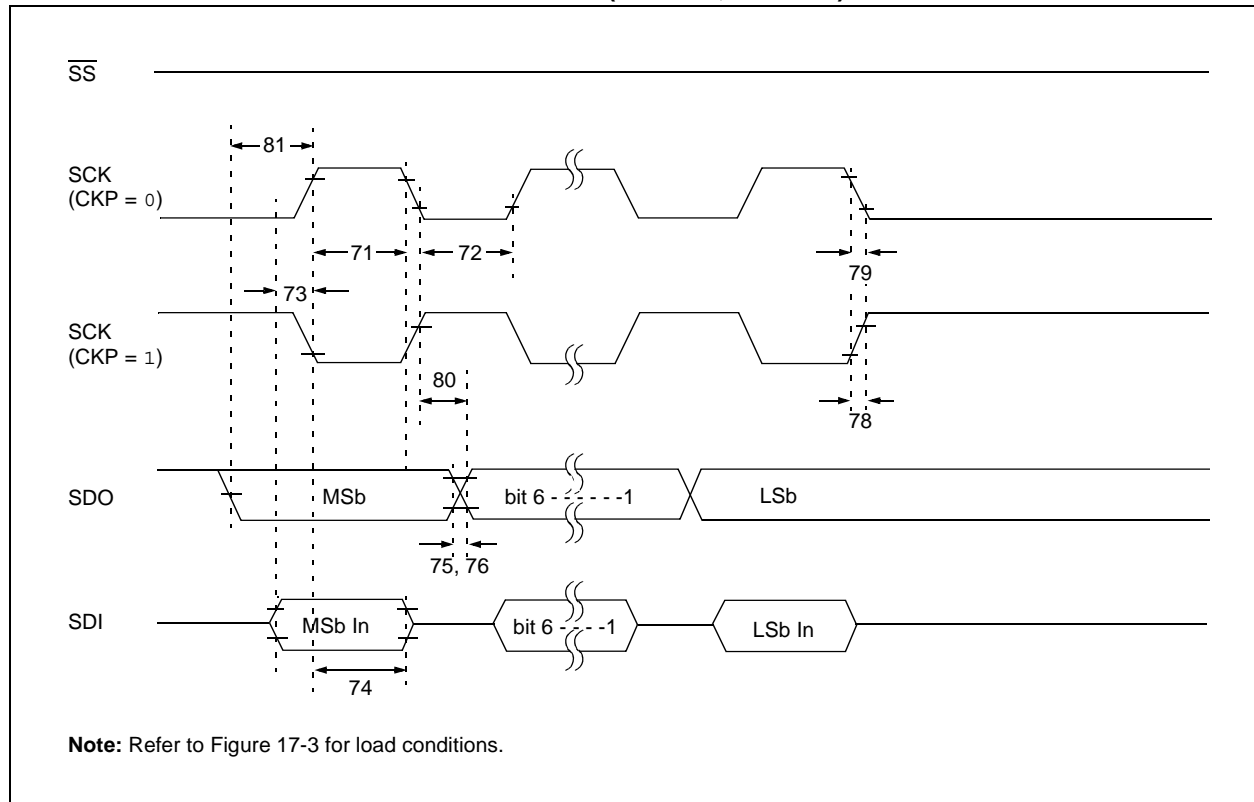 SS
81
SCK
(CKP = 0)
71
72
79
73
SCK
(CKP = 1)
80
78
SDO
MSb
bit 6 - - - - - -1
LSb
75, 76
SDI
MSb In
bit 6 - - - -1
LSb In
74
Note: Refer to Figure 17-3 for load conditions.